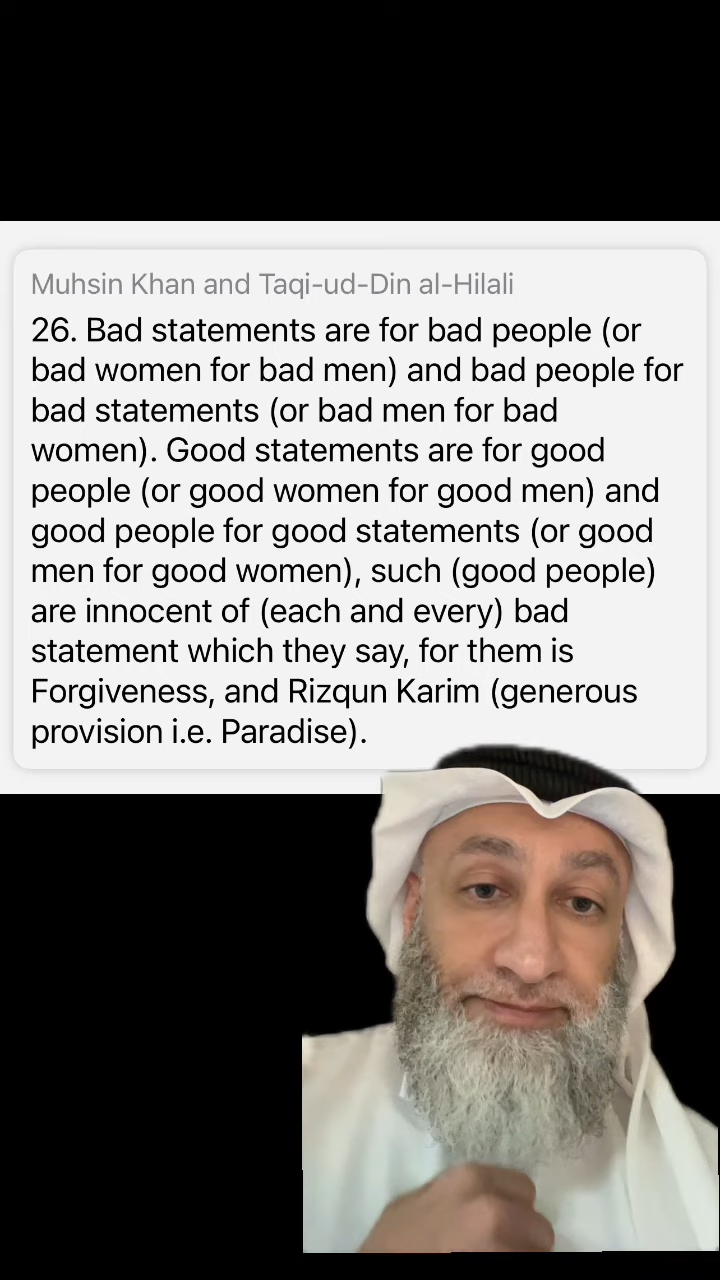 Muhsin Khan and Taqi-ud-Din al-Hilali
26. Bad statements are for bad people (or
bad women for bad men) and bad people for
bad statements (or bad men for bad
women). Good statements are for good
people (or good women for good men) and
good people for good statements (or good
men for good women), such (good people)
are innocent of (each and every) bad
statement which they say, for them is
Forgiveness, and Rizqun Karim (generous
provision i.e. Paradise).